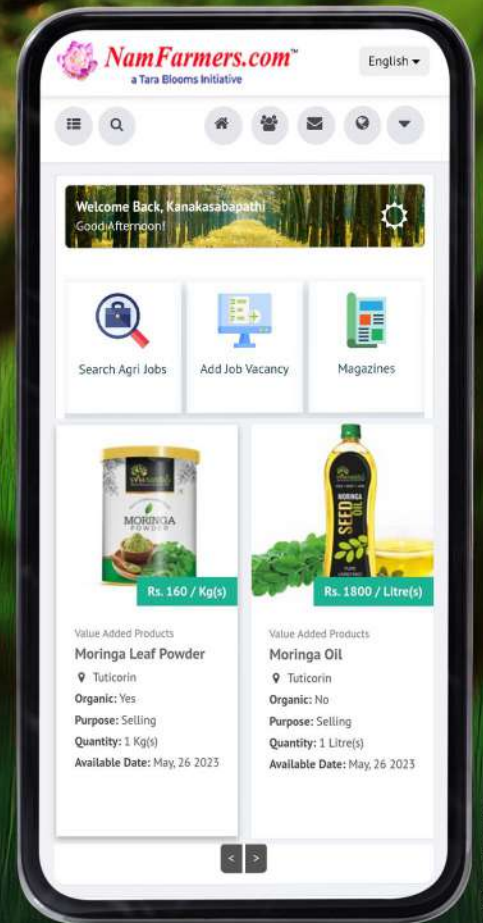 NamFarmers.com™
a Tara Blooms Initiative
English
Welcome Back, Kanakasabapathi
Good Afternoon!
Search Agri Jobs
Add Job Vacancy
Magazines
MORINGA
POWDER
Rs. 160 / Kg(s)
MORINGA
SEED
OIL
Rs. 1800 / Litre(s)
Value Added Products
Moringa Leaf Powder
Tuticorin
Organic: Yes
Purpose: Selling
Quantity: 1 Kg(s)
Available Date: May, 26 2023
Value Added Products
Moringa Oil
Tuticorin
Organic: No
Purpose: Selling
Quantity: 1 Litre(s)
Available Date: May, 26 2023
< >